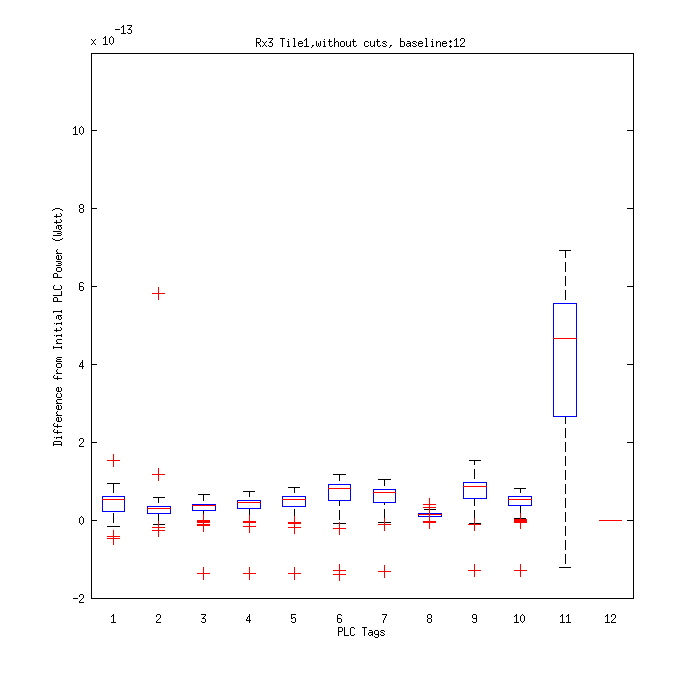 x 10-13
Rx3 Tile1,without cuts, baseline:12
Difference from Initial PLC Power (Watt)
10
8
6
4
2
0
-2
1 2 3 4 5 6 7 8 9 10 11 12
PLC Tags